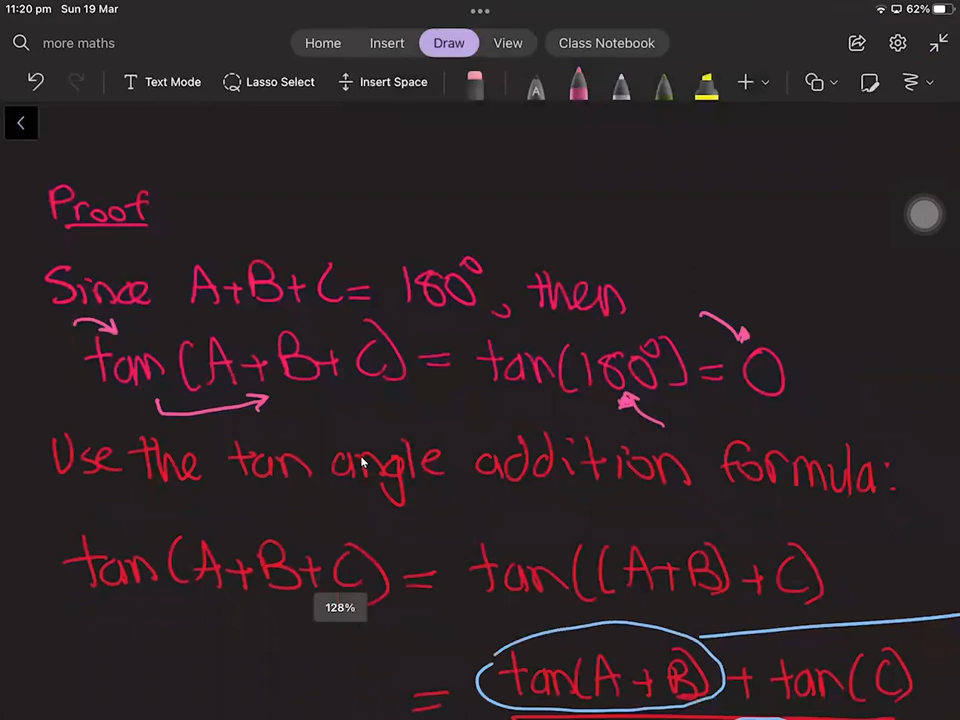 11:20 pm Sun 19 Mar 62%
more maths Home Insert Draw View Class Notebook
Text Mode Lasso Select Insert Space A
Proof
Since A+B+C= 180°, then
tan(A+B+C) = tan(180°) = 0
Use the tan angle addition formula:
tan(A+B+C) = tan((A+B)+C)
128%
= tan(A+B) + tan(C)